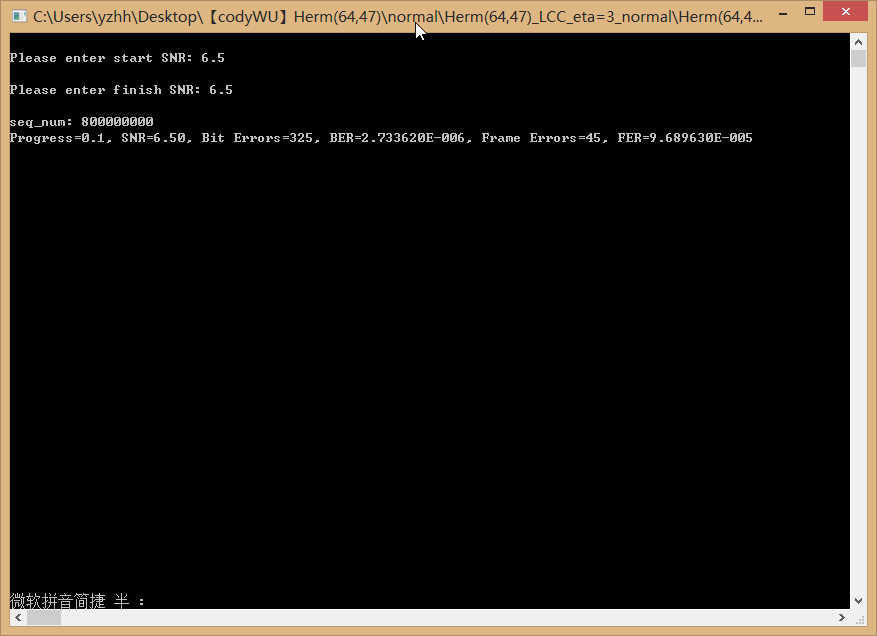 C:\Users\yzhh\Desktop\【codyWU】Herm(64,47)\normal\Herm(64,47)_LCC_eta=3_normal\Herm(64,4...
Please enter start SNR: 6.5
Please enter finish SNR: 6.5
seq_num: 800000000
Progress=0.1, SNR=6.50, Bit Errors=325, BER=2.733620E-006, Frame Errors=45, FER=9.689630E-005
微软拼音简捷 半 :